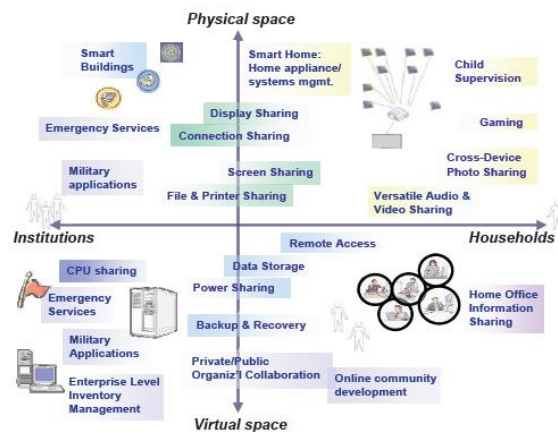 Physical space
Smart
Buildings
Smart Home:
Home appliance/
systems mgmt.
Child
Supervision
Display Sharing
Emergency Services
Connection Sharing
Gaming
Military
applications
Screen Sharing
Cross-Device
Photo Sharing
File & Printer Sharing
Versatile Audio &
Video Sharing
Institutions
Households
Remote Access
CPU sharing
Data Storage
Emergency
Services
Power Sharing
Home Office
Information
Sharing
Backup & Recovery
Military
Applications
Private/Public
Organiz'l Collaboration
Enterprise Level
Inventory
Management
Online community
development
Virtual space